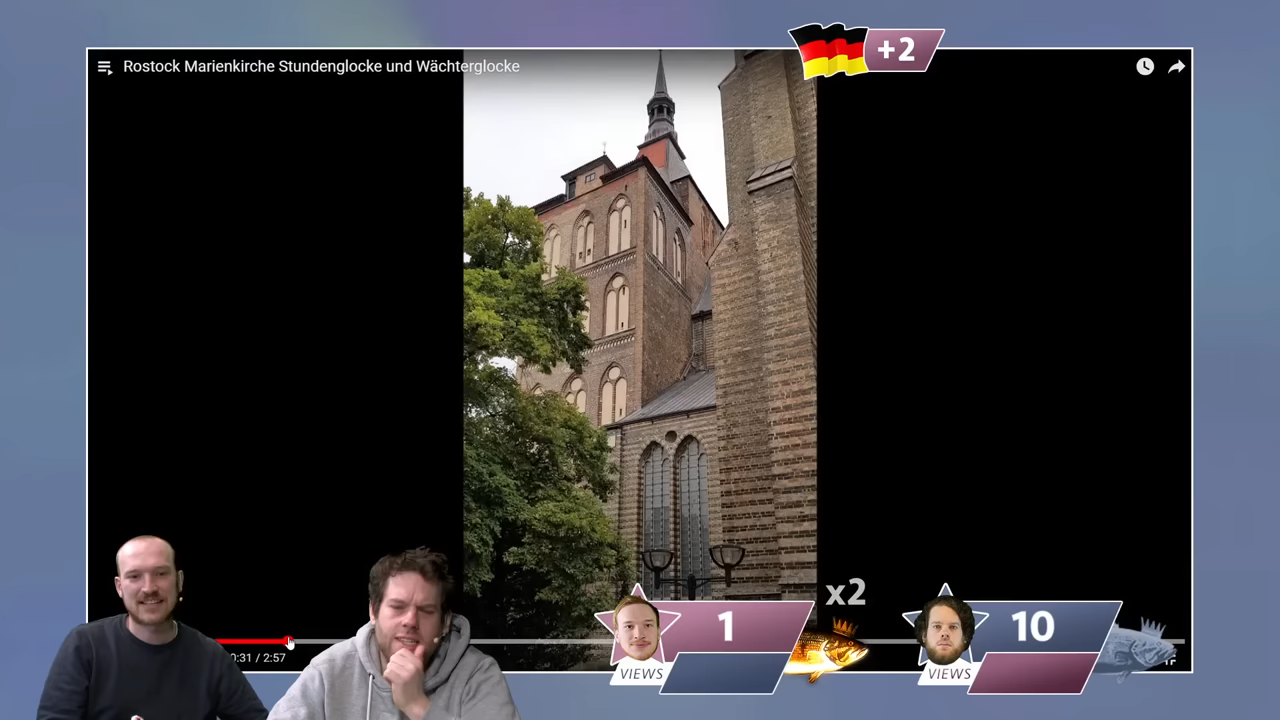 +2
Rostock Marienkirche Stundenglocke und Wächterglocke
x2
1
10
0:31 / 2:57
VIEWS
VIEWS